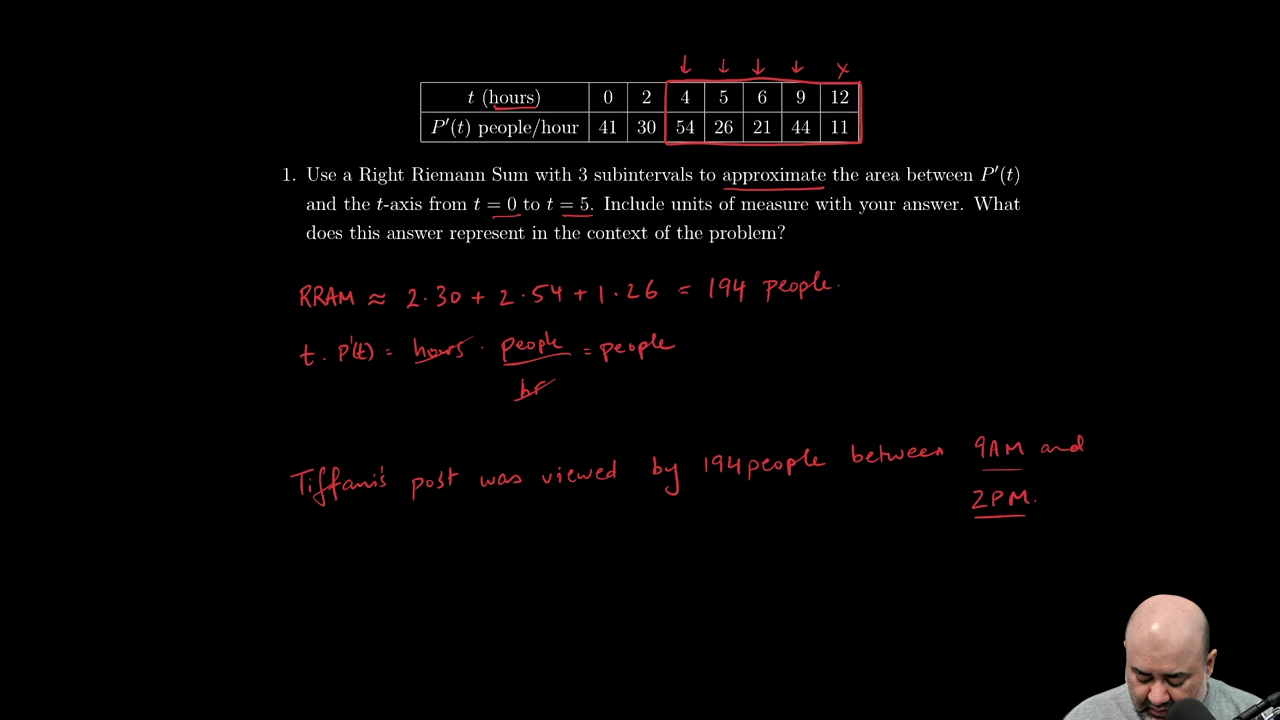 t (hours) 0 2 4 5 6 9 12
P′(t) people/hour 41 30 54 26 21 44 11
1. Use a Right Riemann Sum with 3 subintervals to approximate the area between P′(t)
and the t-axis from t = 0 to t = 5. Include units of measure with your answer. What
does this answer represent in the context of the problem?
RRAM ≈ 2·30 + 2·54 + 1·26 = 194 people.
t · P'(t) = hours · people/hr = people
Tiffani's post was viewed by 194 people between 9AM and
2PM.